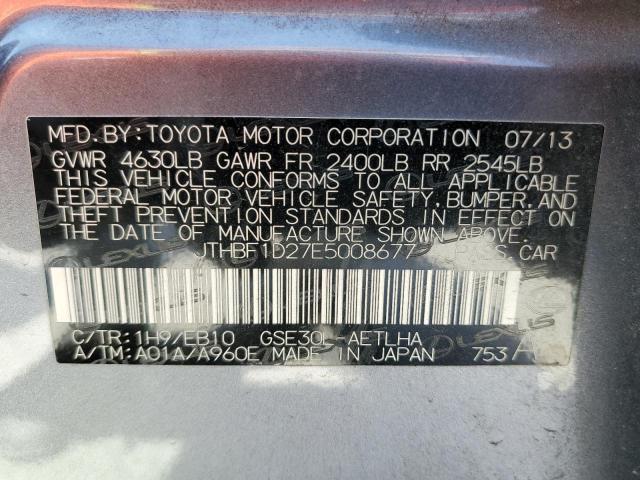 MFD. BY: TOYOTA MOTOR CORPORATION 07/13
GVWR 4630LB GAWR FR 2400LB RR 2545LB
THIS VEHICLE CONFORMS TO ALL APPLICABLE
FEDERAL MOTOR VEHICLE SAFETY, BUMPER, AND
THEFT PREVENTION STANDARDS IN EFFECT ON
THE DATE OF MANUFACTURE SHOWN ABOVE.
JTHBF1D27E5008677 PASS. CAR
C/TR: 1H9/EB10 GSE30L-AETLHA
A/TM: A01A/A960E MADE IN JAPAN 753
LEXUS
LEXUS